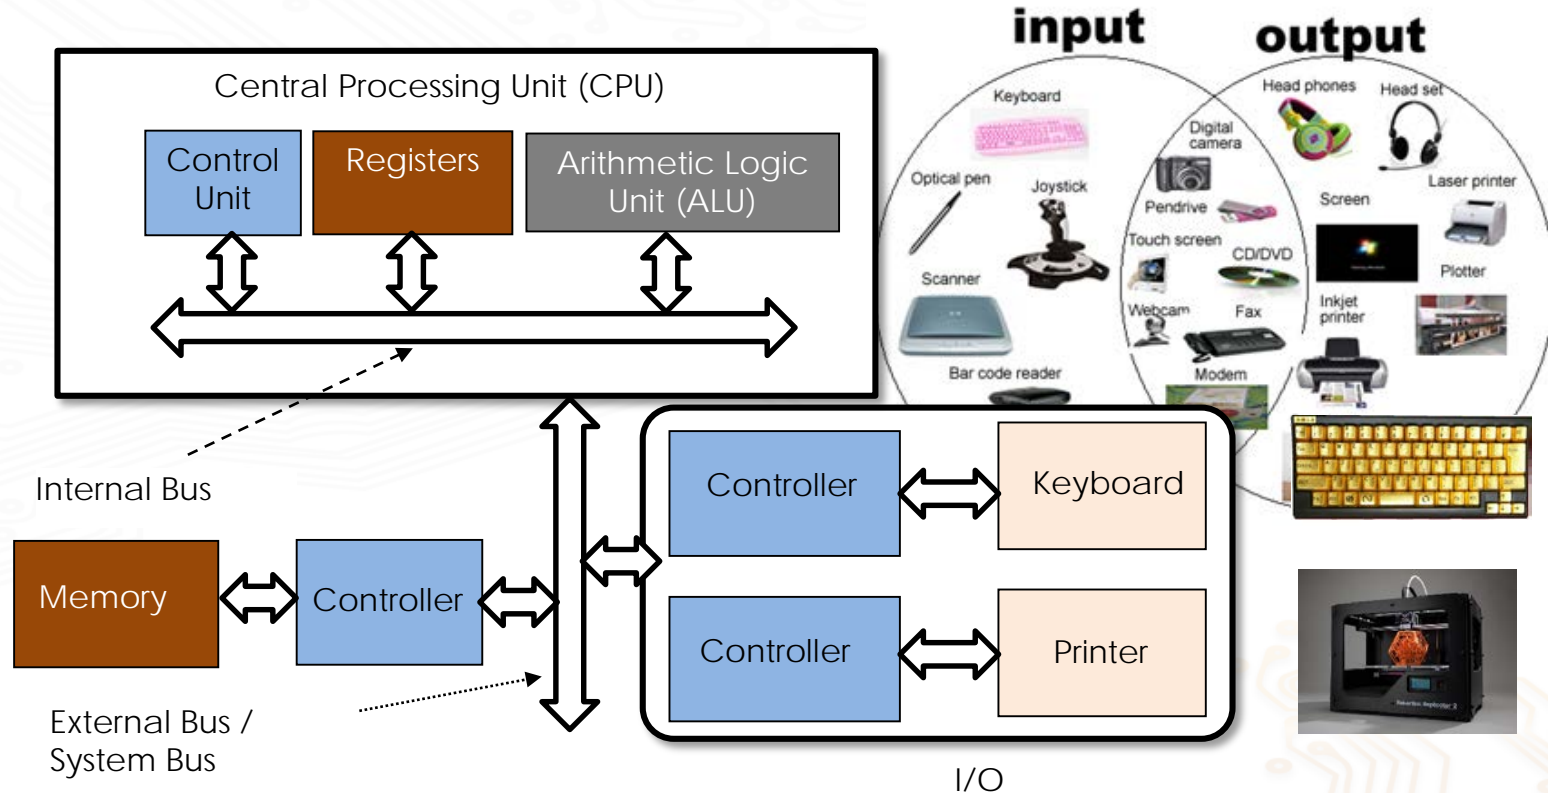 input
output
Central Processing Unit (CPU)
Control
Unit
Registers
Arithmetic Logic
Unit (ALU)
Keyboard
Optical pen
Joystick
Scanner
Bar code reader
Digital
camera
Pendrive
Touch screen
CD/DVD
Webcam
Fax
Modem
Head phones
Head set
Laser printer
Screen
Plotter
Inkjet
printer
Internal Bus
Memory
Controller
External Bus /
System Bus
Controller
Keyboard
Controller
Printer
I/O